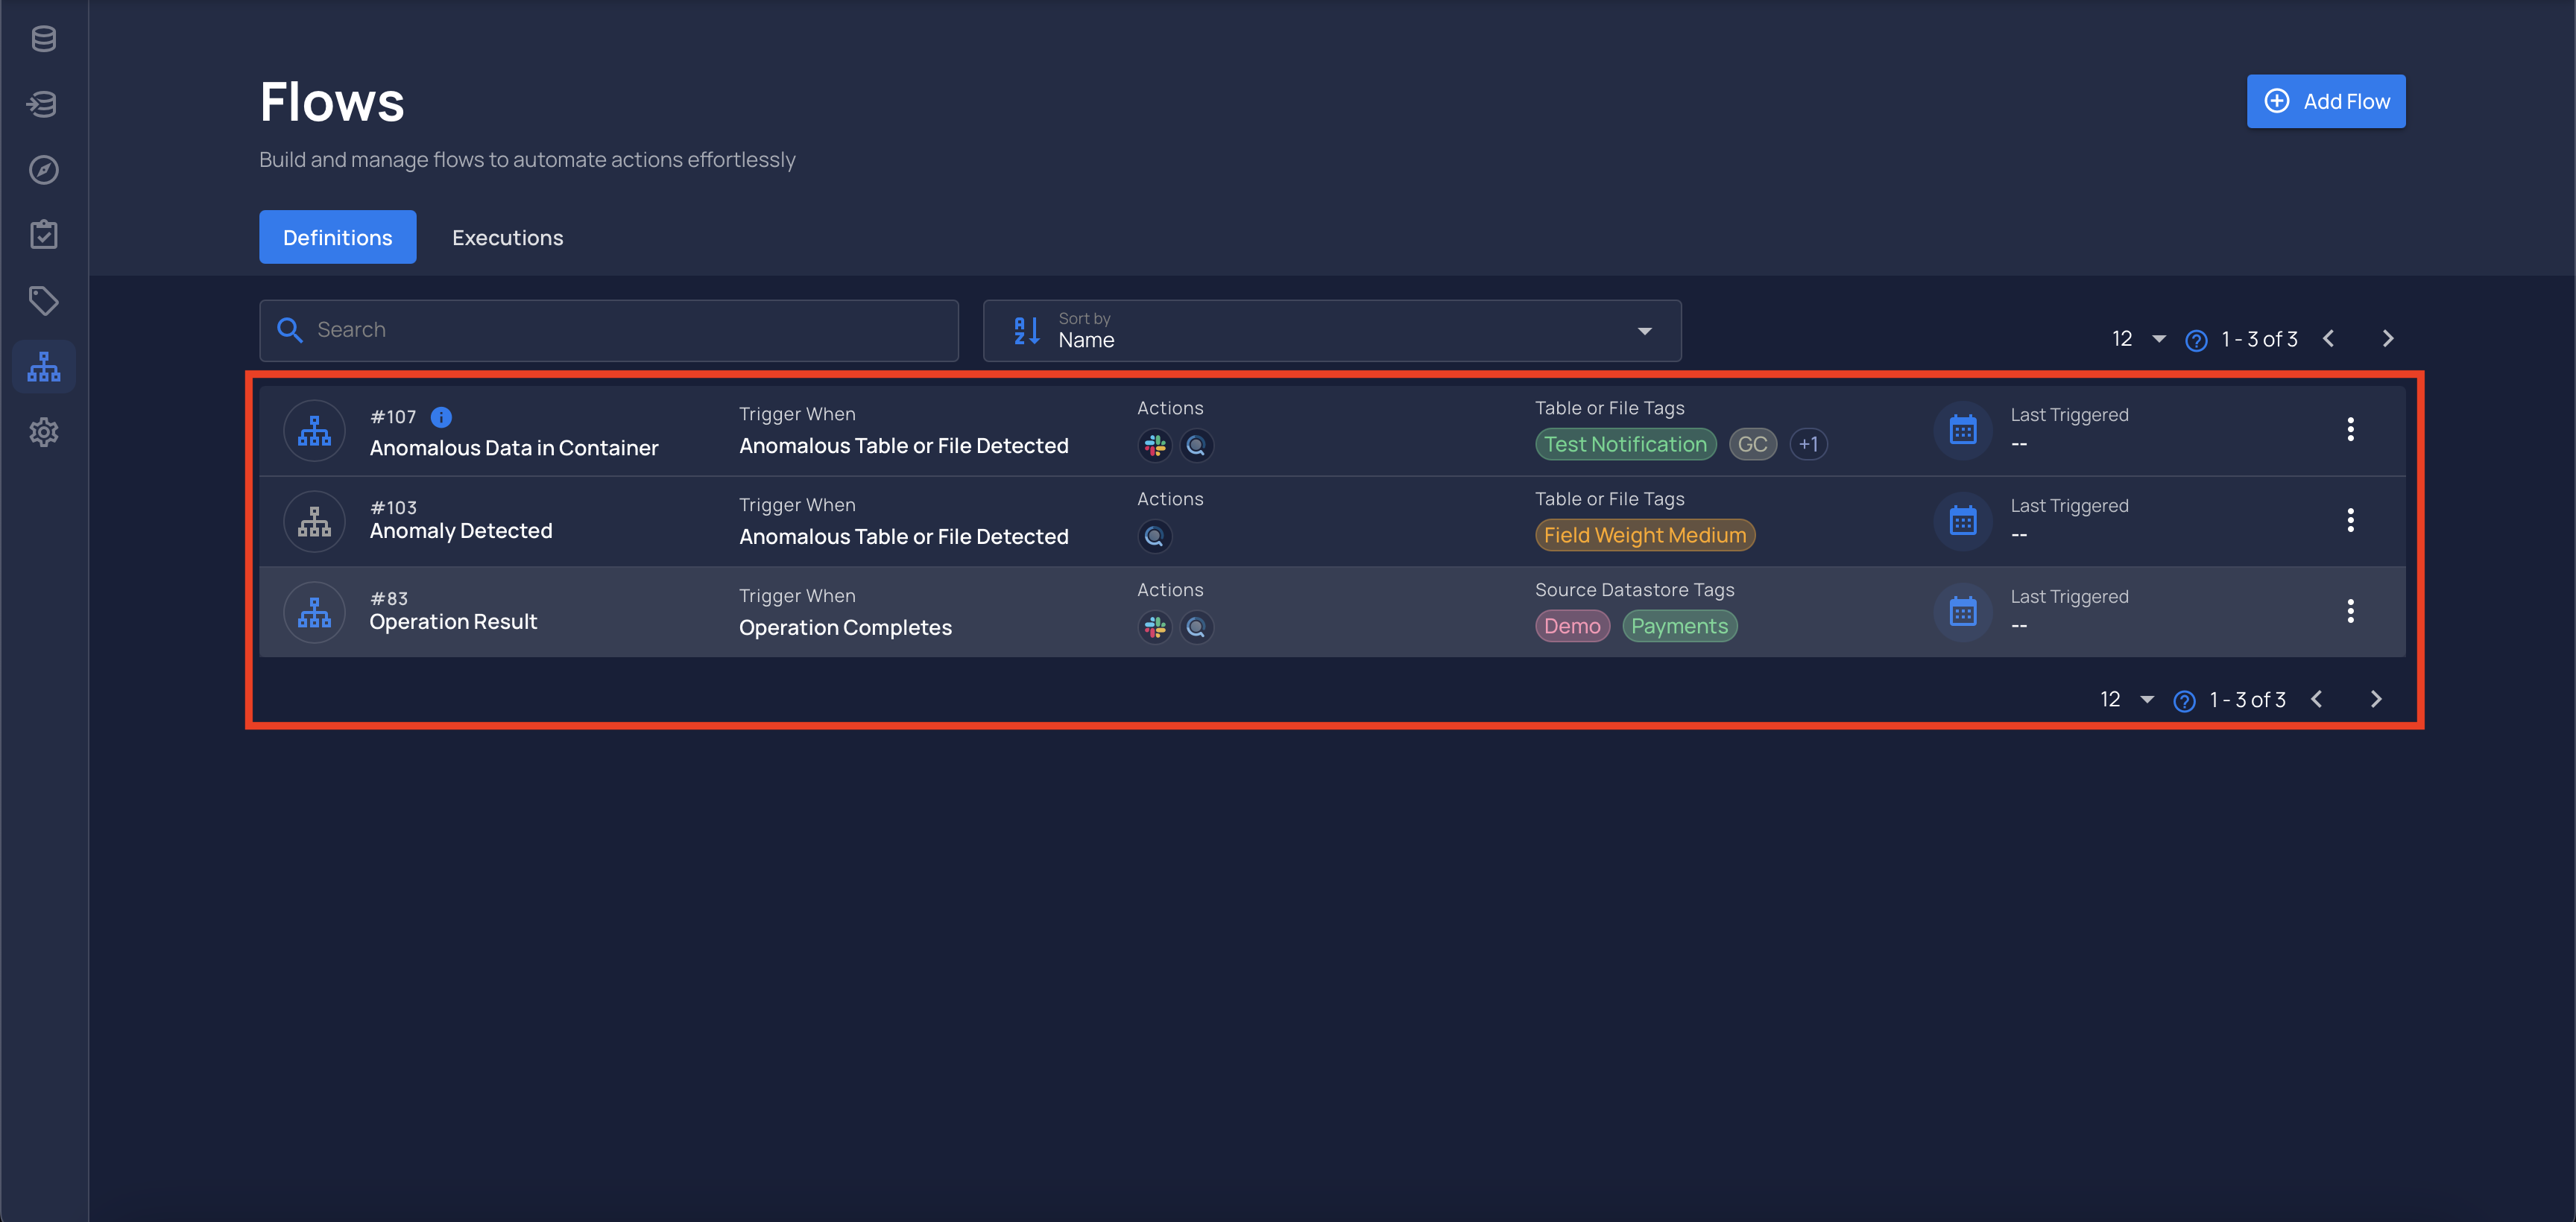 Flows
Add Flow
Build and manage flows to automate actions effortlessly
Definitions
Executions
Search
Sort by
Name
12
1 - 3 of 3
#107
Anomalous Data in Container
Trigger When
Anomalous Table or File Detected
Actions
Table or File Tags
Test Notification GC +1
Last Triggered
--
#103
Anomaly Detected
Trigger When
Anomalous Table or File Detected
Actions
Table or File Tags
Field Weight Medium
Last Triggered
--
#83
Operation Result
Trigger When
Operation Completes
Actions
Source Datastore Tags
Demo Payments
Last Triggered
--
12
1 - 3 of 3